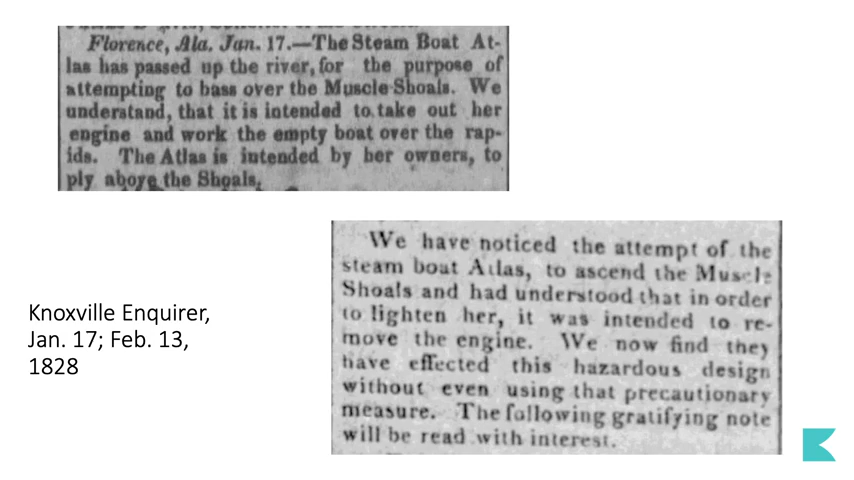 Florence, Ala. Jan. 17.—The Steam Boat At-
las has passed up the river, for the purpose of
attempting to bass over the Muscle Shoals. We
understand, that it is intended to take out her
engine and work the empty boat over the rap-
ids. The Atlas is intended by her owners, to
ply above the Shoals.
We have noticed the attempt of the
steam boat Atlas, to ascend the Muscle
Shoals and had understood that in order
to lighten her, it was intended to re-
move the engine. We now find they
have effected this hazardous design
without even using that precautionary
measure. The following gratifying note
will be read with interest.
Knoxville Enquirer,
Jan. 17; Feb. 13,
1828